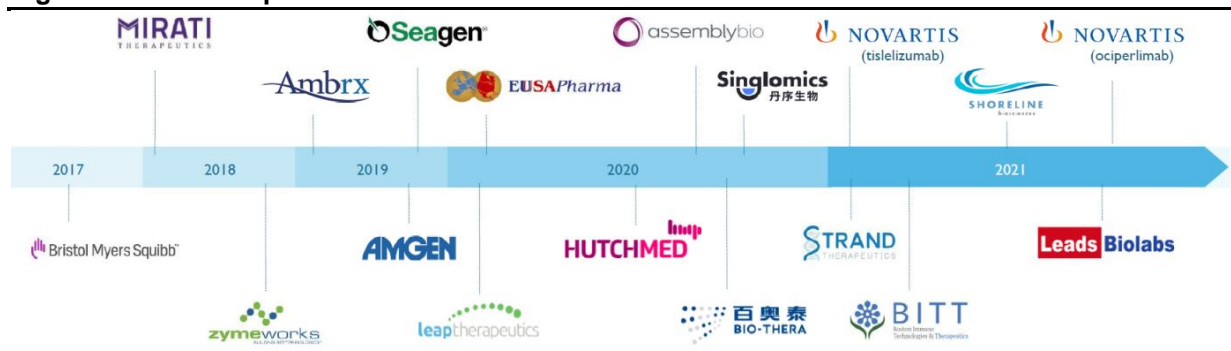 MIRATI
THERAPEUTICS
Seagen
assemblybio
NOVARTIS
(tislelizumab)
NOVARTIS
(ociperlimab)
Ambrx
EUSAPharma
Singlomics
丹序生物
SHORELINE
BIOSCIENCES
2017
2018
2019
2020
2021
Bristol Myers Squibb™
AMGEN
HUTCHMED
STRAND
THERAPEUTICS
Leads Biolabs
zymeworks
leaptherapeutics
百奥泰
BIO-THERA
BITT
Boston Immune
Technologies & Therapeutics